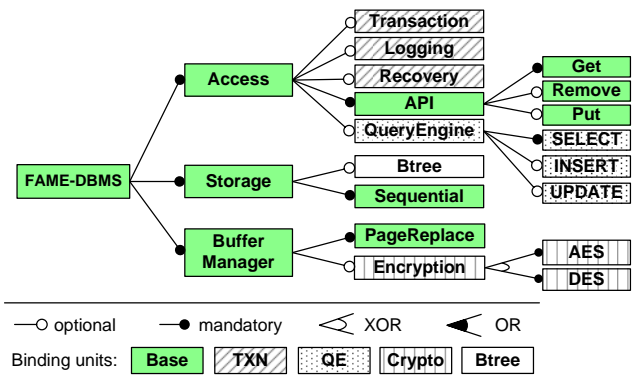 Transaction
Logging
Recovery
Access
API
QueryEngine
Get
Remove
Put
SELECT
INSERT
UPDATE
FAME-DBMS
Storage
Btree
Sequential
Buffer
Manager
PageReplace
Encryption
AES
DES
optional mandatory XOR OR
Binding units: Base TXN QE Crypto Btree